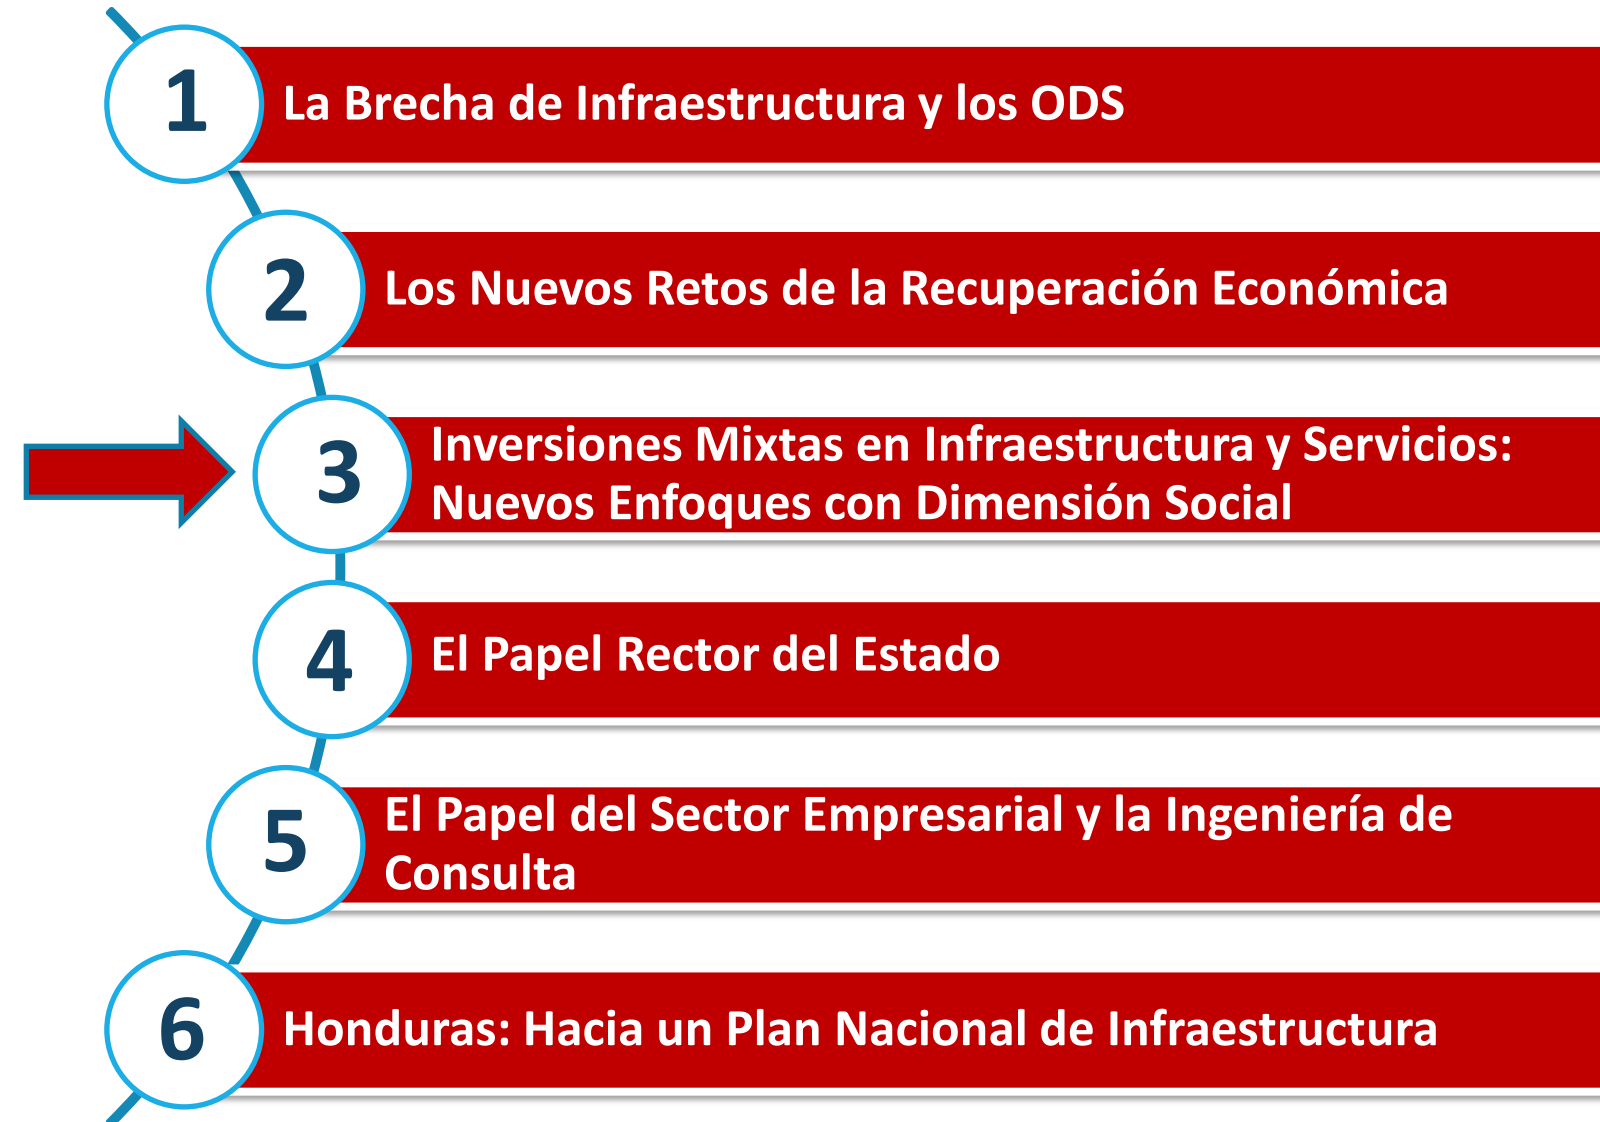 1
La Brecha de Infraestructura y los ODS
2
Los Nuevos Retos de la Recuperación Económica
3
Inversiones Mixtas en Infraestructura y Servicios:
Nuevos Enfoques con Dimensión Social
4
El Papel Rector del Estado
5
El Papel del Sector Empresarial y la Ingeniería de
Consulta
6
Honduras: Hacia un Plan Nacional de Infraestructura